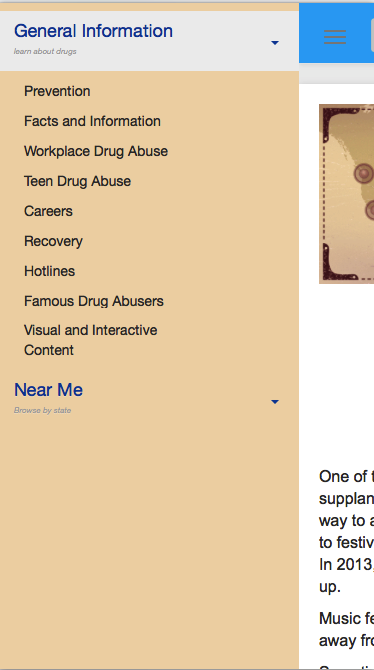 General Information
learn about drugs
Prevention
Facts and Information
Workplace Drug Abuse
Teen Drug Abuse
Careers
Recovery
Hotlines
Famous Drug Abusers
Visual and Interactive
Content
Near Me
Browse by state
One of
supplan
way to a
to festiv
In 2013,
up.
Music fe
away fro